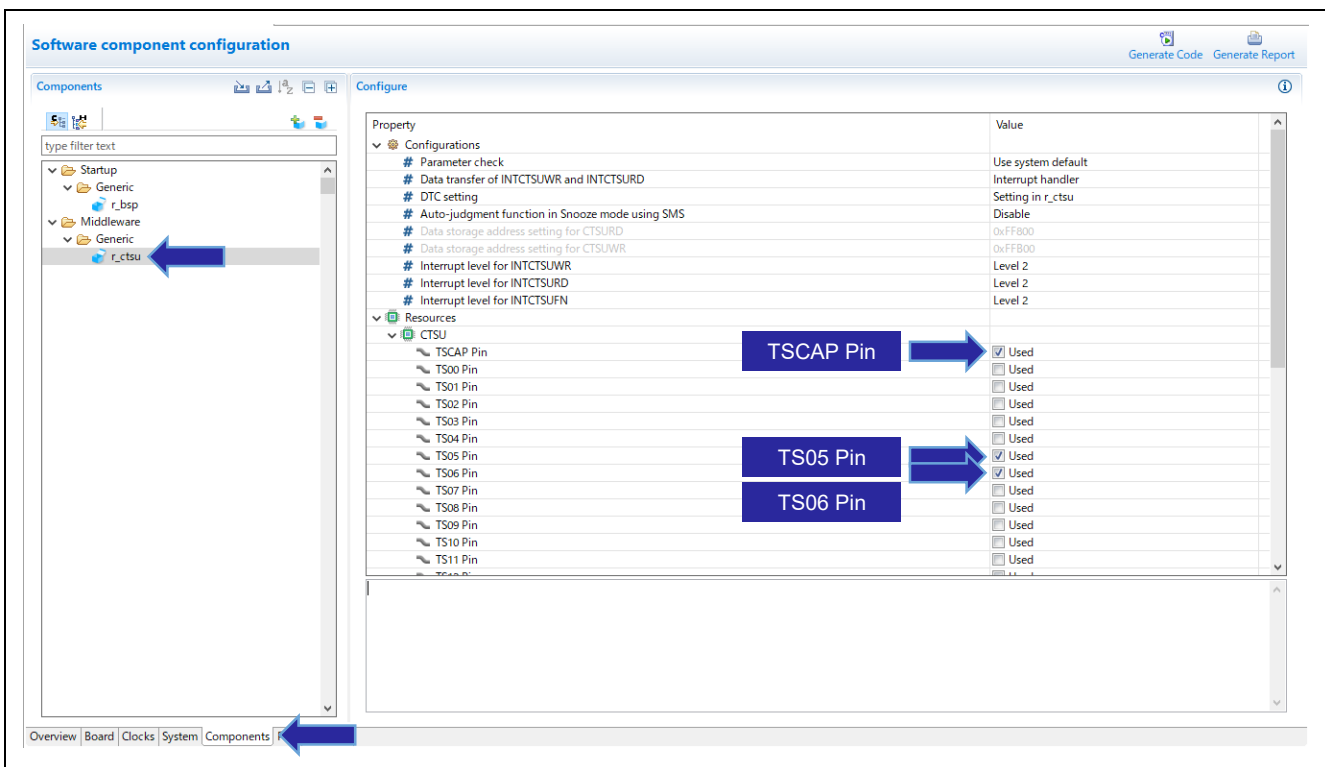 Software component configuration
Generate Code Generate Report
Components
Configure
type filter text
Startup
Generic
r_bsp
Middleware
Generic
r_ctsu
Property Value
Configurations
# Parameter check Use system default
# Data transfer of INTCTSUWR and INTCTSURD Interrupt handler
# DTC setting Setting in r_ctsu
# Auto-judgment function in Snooze mode using SMS Disable
# Data storage address setting for CTSURD 0xFF800
# Data storage address setting for CTSUWR 0xFFB00
# Interrupt level for INTCTSUWR Level 2
# Interrupt level for INTCTSURD Level 2
# Interrupt level for INTCTSUFN Level 2
Resources
CTSU
TSCAP Pin TSCAP Pin Used
TS00 Pin Used
TS01 Pin Used
TS02 Pin Used
TS03 Pin Used
TS04 Pin Used
TS05 Pin TS05 Pin Used
TS06 Pin Used
TS07 Pin TS06 Pin Used
TS08 Pin Used
TS09 Pin Used
TS10 Pin Used
TS11 Pin Used
Overview Board Clocks System Components